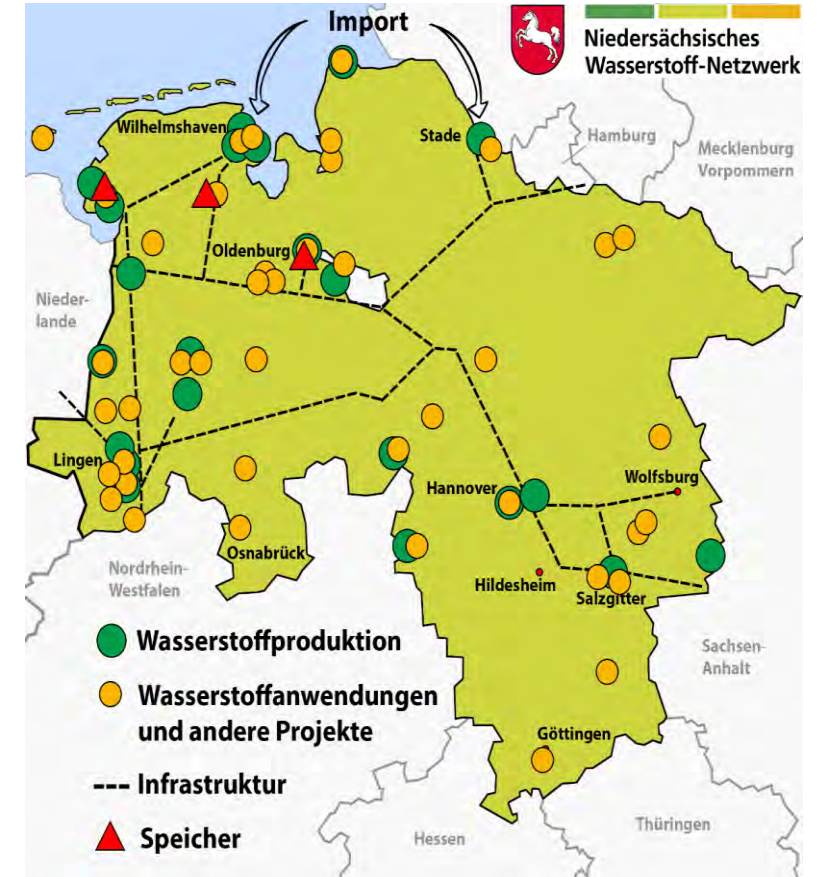 Import
Niedersächsisches
Wasserstoff-Netzwerk
Wilhelmshaven
Stade
Hamburg
Mecklenburg
Vorpommern
Oldenburg
Nieder-
lande
Lingen
Hannover
Wolfsburg
Osnabrück
Nordrhein-
Westfalen
Hildesheim
Salzgitter
Sachsen-
Anhalt
Wasserstoffproduktion
Wasserstoffanwendungen
und andere Projekte
Göttingen
Infrastruktur
Speicher
Hessen
Thüringen